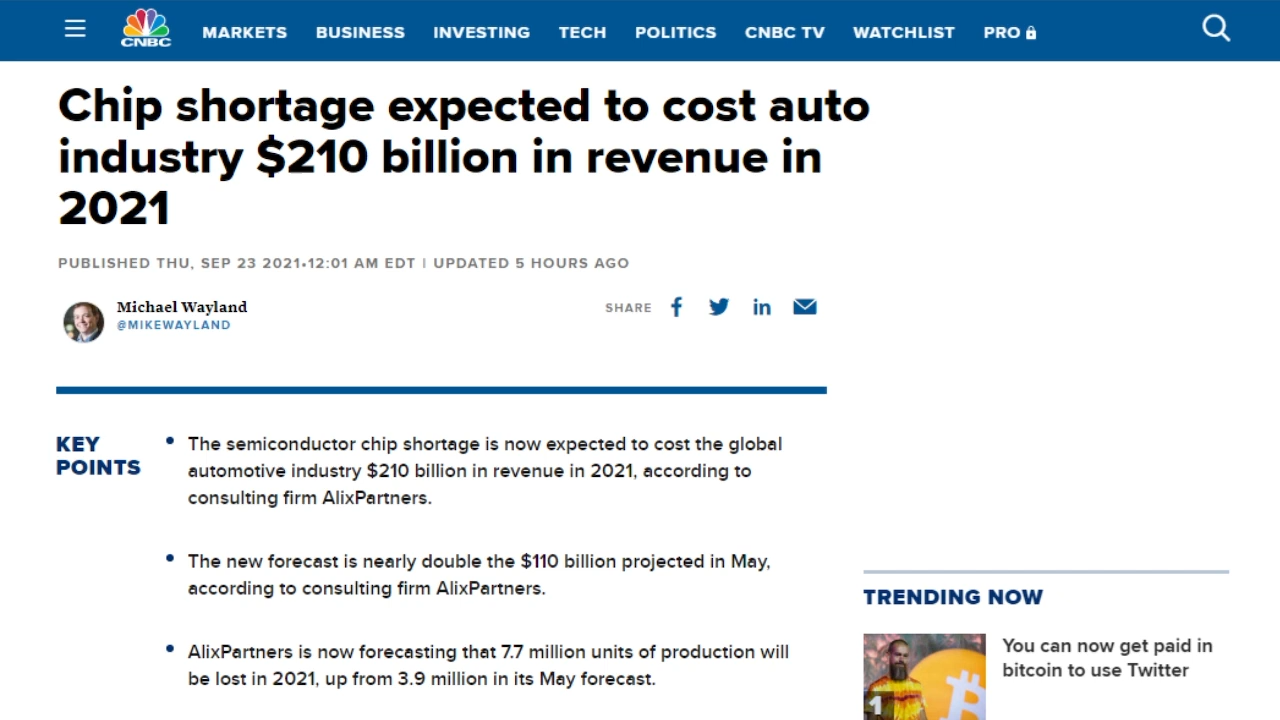 CNBC
MARKETS BUSINESS INVESTING TECH POLITICS CNBC TV WATCHLIST PRO
Chip shortage expected to cost auto
industry $210 billion in revenue in
2021
PUBLISHED THU, SEP 23 2021•12:01 AM EDT | UPDATED 5 HOURS AGO
Michael Wayland
@MIKEWAYLAND
SHARE
KEY
POINTS
• The semiconductor chip shortage is now expected to cost the global
automotive industry $210 billion in revenue in 2021, according to
consulting firm AlixPartners.
• The new forecast is nearly double the $110 billion projected in May,
according to consulting firm AlixPartners.
• AlixPartners is now forecasting that 7.7 million units of production will
be lost in 2021, up from 3.9 million in its May forecast.
TRENDING NOW
1
You can now get paid in
bitcoin to use Twitter